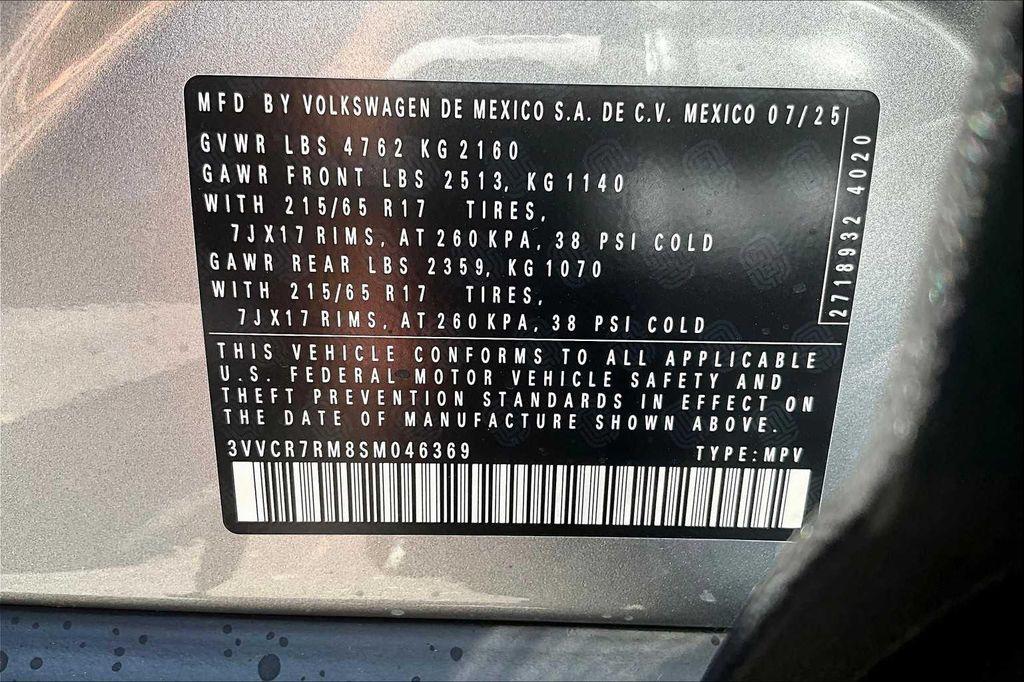 MFD BY VOLKSWAGEN DE MEXICO S.A. DE C.V. MEXICO 07/25
GVWR LBS 4762 KG 2160
GAWR FRONT LBS 2513, KG 1140
WITH 215/65 R17 TIRES,
7JX17 RIMS, AT 260 KPA, 38 PSI COLD
GAWR REAR LBS 2359, KG 1070
WITH 215/65 R17 TIRES,
7JX17 RIMS, AT 260 KPA, 38 PSI COLD
2718932 4020
THIS VEHICLE CONFORMS TO ALL APPLICABLE
U.S. FEDERAL MOTOR VEHICLE SAFETY AND
THEFT PREVENTION STANDARDS IN EFFECT ON
THE DATE OF MANUFACTURE SHOWN ABOVE.
3VVCR7RM8SM046369 TYPE: MPV